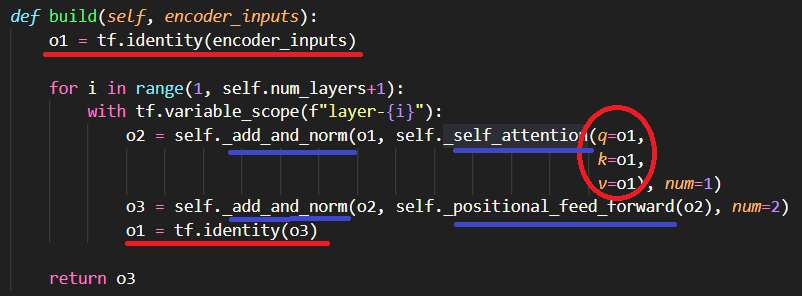 def build(self, encoder_inputs):
o1 = tf.identity(encoder_inputs)
for i in range(1, self.num_layers+1):
with tf.variable_scope(f"layer-{i}"):
o2 = self._add_and_norm(o1, self._self_attention(q=o1,
k=o1,
v=o1), num=1)
o3 = self._add_and_norm(o2, self._positional_feed_forward(o2), num=2)
o1 = tf.identity(o3)
return o3